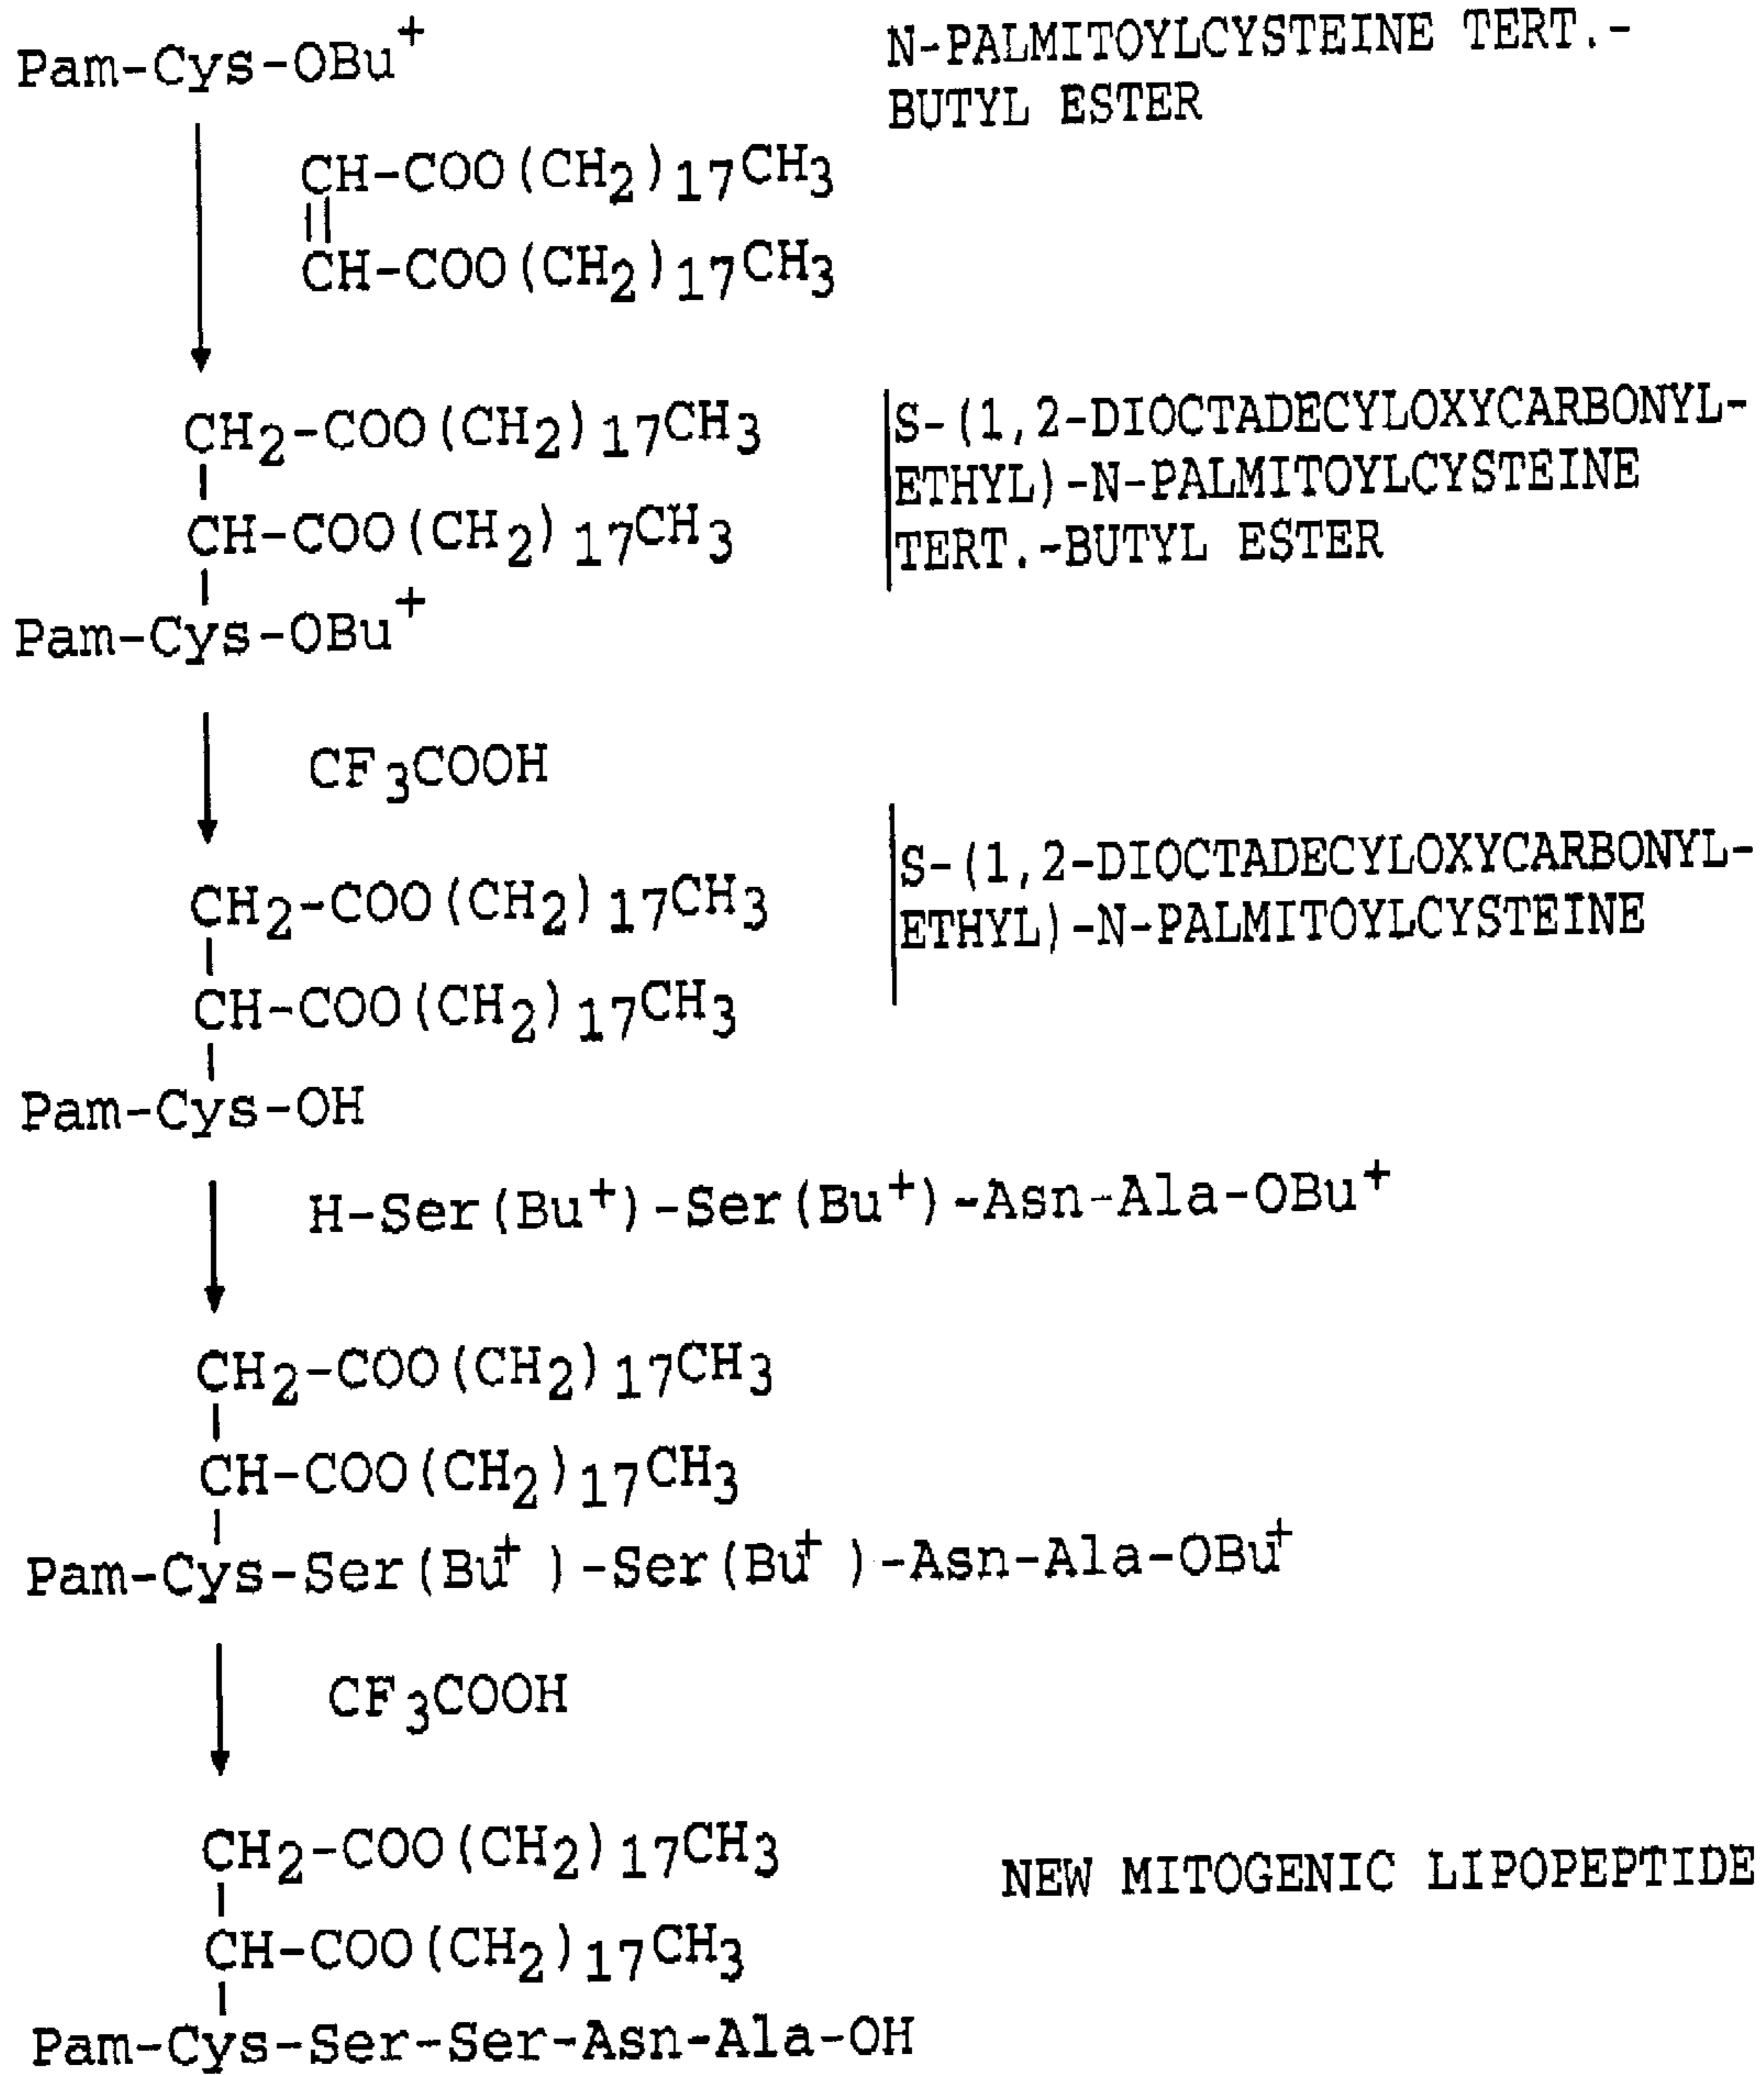 Pam-Cys-OBu⁺
N-PALMITOYLCYSTEINE TERT.-
BUTYL ESTER
CH-COO(CH₂)₁₇CH₃
||
CH-COO(CH₂)₁₇CH₃
CH₂-COO(CH₂)₁₇CH₃
CH-COO(CH₂)₁₇CH₃
Pam-Cys-OBu⁺
S-(1,2-DIOCTADECYLOXYCARBONYL-
ETHYL)-N-PALMITOYLCYSTEINE
TERT.-BUTYL ESTER
CF₃COOH
CH₂-COO(CH₂)₁₇CH₃
CH-COO(CH₂)₁₇CH₃
Pam-Cys-OH
S-(1,2-DIOCTADECYLOXYCARBONYL-
ETHYL)-N-PALMITOYLCYSTEINE
H-Ser(Bu⁺)-Ser(Bu⁺)-Asn-Ala-OBu⁺
CH₂-COO(CH₂)₁₇CH₃
CH-COO(CH₂)₁₇CH₃
Pam-Cys-Ser(Bu⁺)-Ser(Bu⁺)-Asn-Ala-OBu⁺
CF₃COOH
CH₂-COO(CH₂)₁₇CH₃
CH-COO(CH₂)₁₇CH₃
Pam-Cys-Ser-Ser-Asn-Ala-OH
NEW MITOGENIC LIPOPEPTIDE